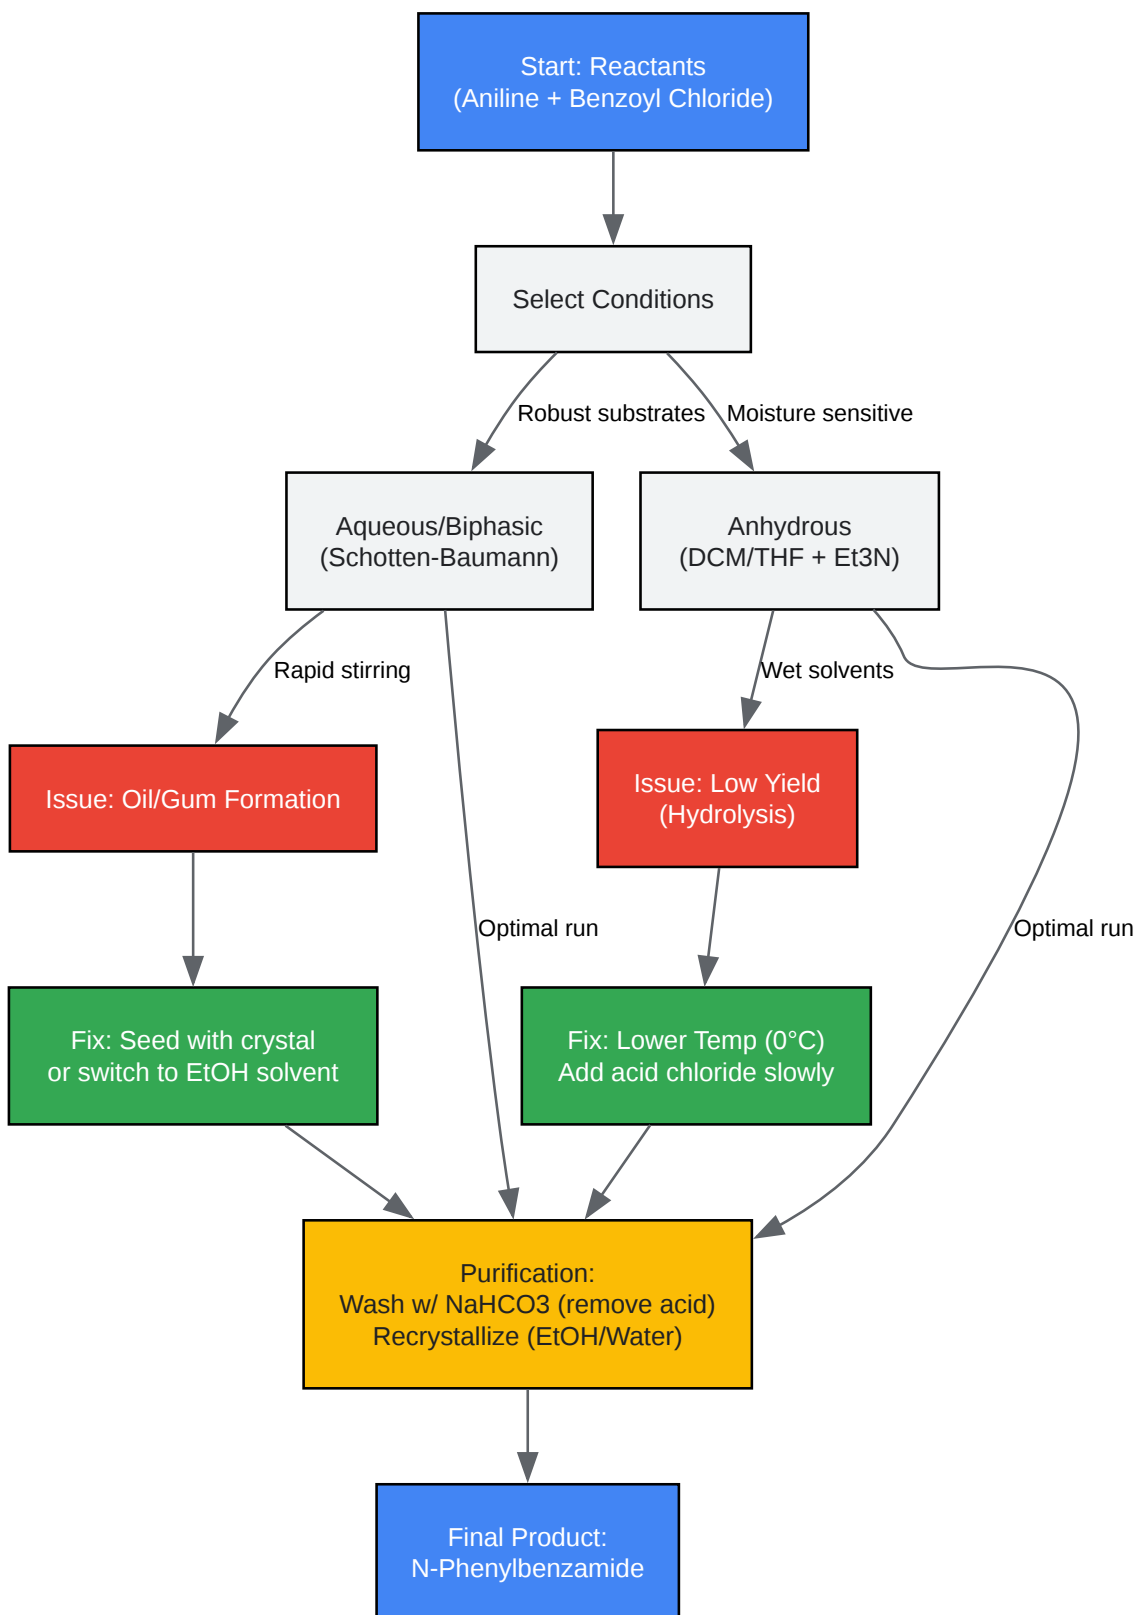 Start: Reactants
(Aniline + Benzoyl Chloride)
Select Conditions
Robust substrates
Moisture sensitive
Aqueous/Biphasic
(Schotten-Baumann)
Anhydrous
(DCM/THF + Et3N)
Rapid stirring
Wet solvents
Issue: Oil/Gum Formation
Issue: Low Yield
(Hydrolysis)
Optimal run
Optimal run
Fix: Seed with crystal
or switch to EtOH solvent
Fix: Lower Temp (0°C)
Add acid chloride slowly
Purification:
Wash w/ NaHCO3 (remove acid)
Recrystallize (EtOH/Water)
Final Product:
N-Phenylbenzamide